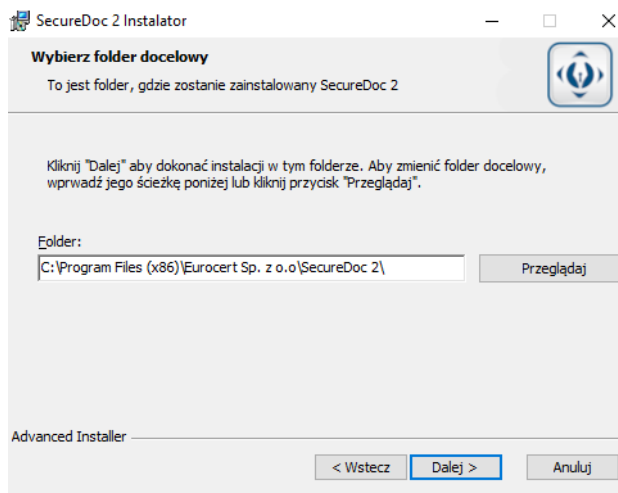 SecureDoc 2 Instalator
Wybierz folder docelowy
To jest folder, gdzie zostanie zainstalowany SecureDoc 2
Kliknij "Dalej" aby dokonać instalacji w tym folderze. Aby zmienić folder docelowy,
wprwadź jego ścieżkę poniżej lub kliknij przycisk "Przeglądaj".
Folder:
C:\Program Files (x86)\Eurocert Sp. z o.o\SecureDoc 2\
Przeglądaj
Advanced Installer
< Wstecz
Dalej >
Anuluj